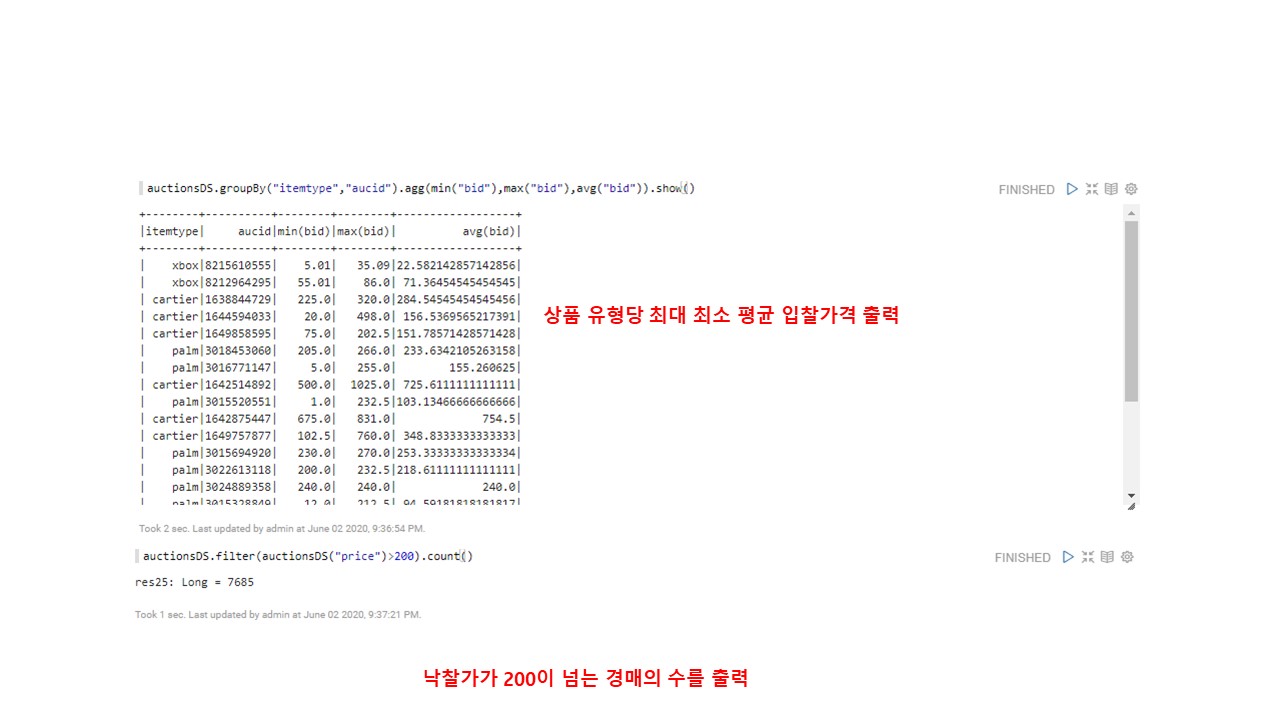 auctionsDS.groupBy("itemtype","aucid").agg(min("bid"),max("bid"),avg("bid")).show()
FINISHED
+--------+----------+--------+--------+------------------+
|itemtype|     aucid|min(bid)|max(bid)|          avg(bid)|
+--------+----------+--------+--------+------------------+
|    xbox|8215610555|    5.01|   35.09|22.582142857142856|
|    xbox|8212964295|   55.01|    86.0| 71.36454545454545|
| cartier|1638844729|   225.0|   320.0|284.54545454545456|
| cartier|1644594033|    20.0|   498.0| 156.5369565217391|
| cartier|1649858595|    75.0|   202.5|151.78571428571428|
|    palm|3018453060|   205.0|   266.0| 233.6342105263158|
|    palm|3016771147|     5.0|   255.0|        155.260625|
| cartier|1642514892|   500.0|  1025.0| 725.6111111111111|
|    palm|3015520551|     1.0|   232.5|103.13466666666666|
| cartier|1642875447|   675.0|   831.0|             754.5|
| cartier|1649757877|   102.5|   760.0| 348.8333333333333|
|    palm|3015694920|   230.0|   270.0|253.33333333333334|
|    palm|3022613118|   200.0|   232.5|218.61111111111111|
|    palm|3024889358|   240.0|   240.0|             240.0|
|    palm|3015328849|    12.0|   212.5| 94.59181818181817|
상품 유형당 최대 최소 평균 입찰가격 출력
Took 2 sec. Last updated by admin at June 02 2020, 9:36:54 PM.
auctionsDS.filter(auctionsDS("price")>200).count()
FINISHED
res25: Long = 7685
Took 1 sec. Last updated by admin at June 02 2020, 9:37:21 PM.
낙찰가가 200이 넘는 경매의 수를 출력